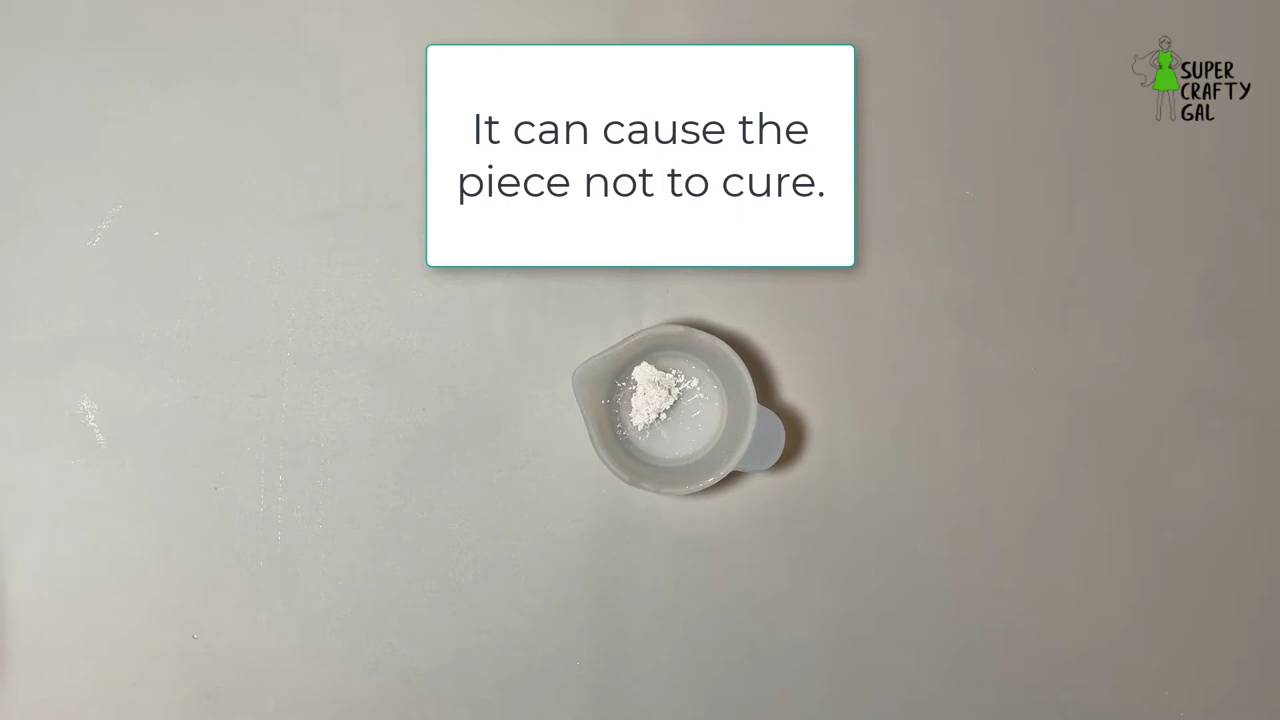 It can cause the
piece not to cure.
SUPER
CRAFTY
GAL